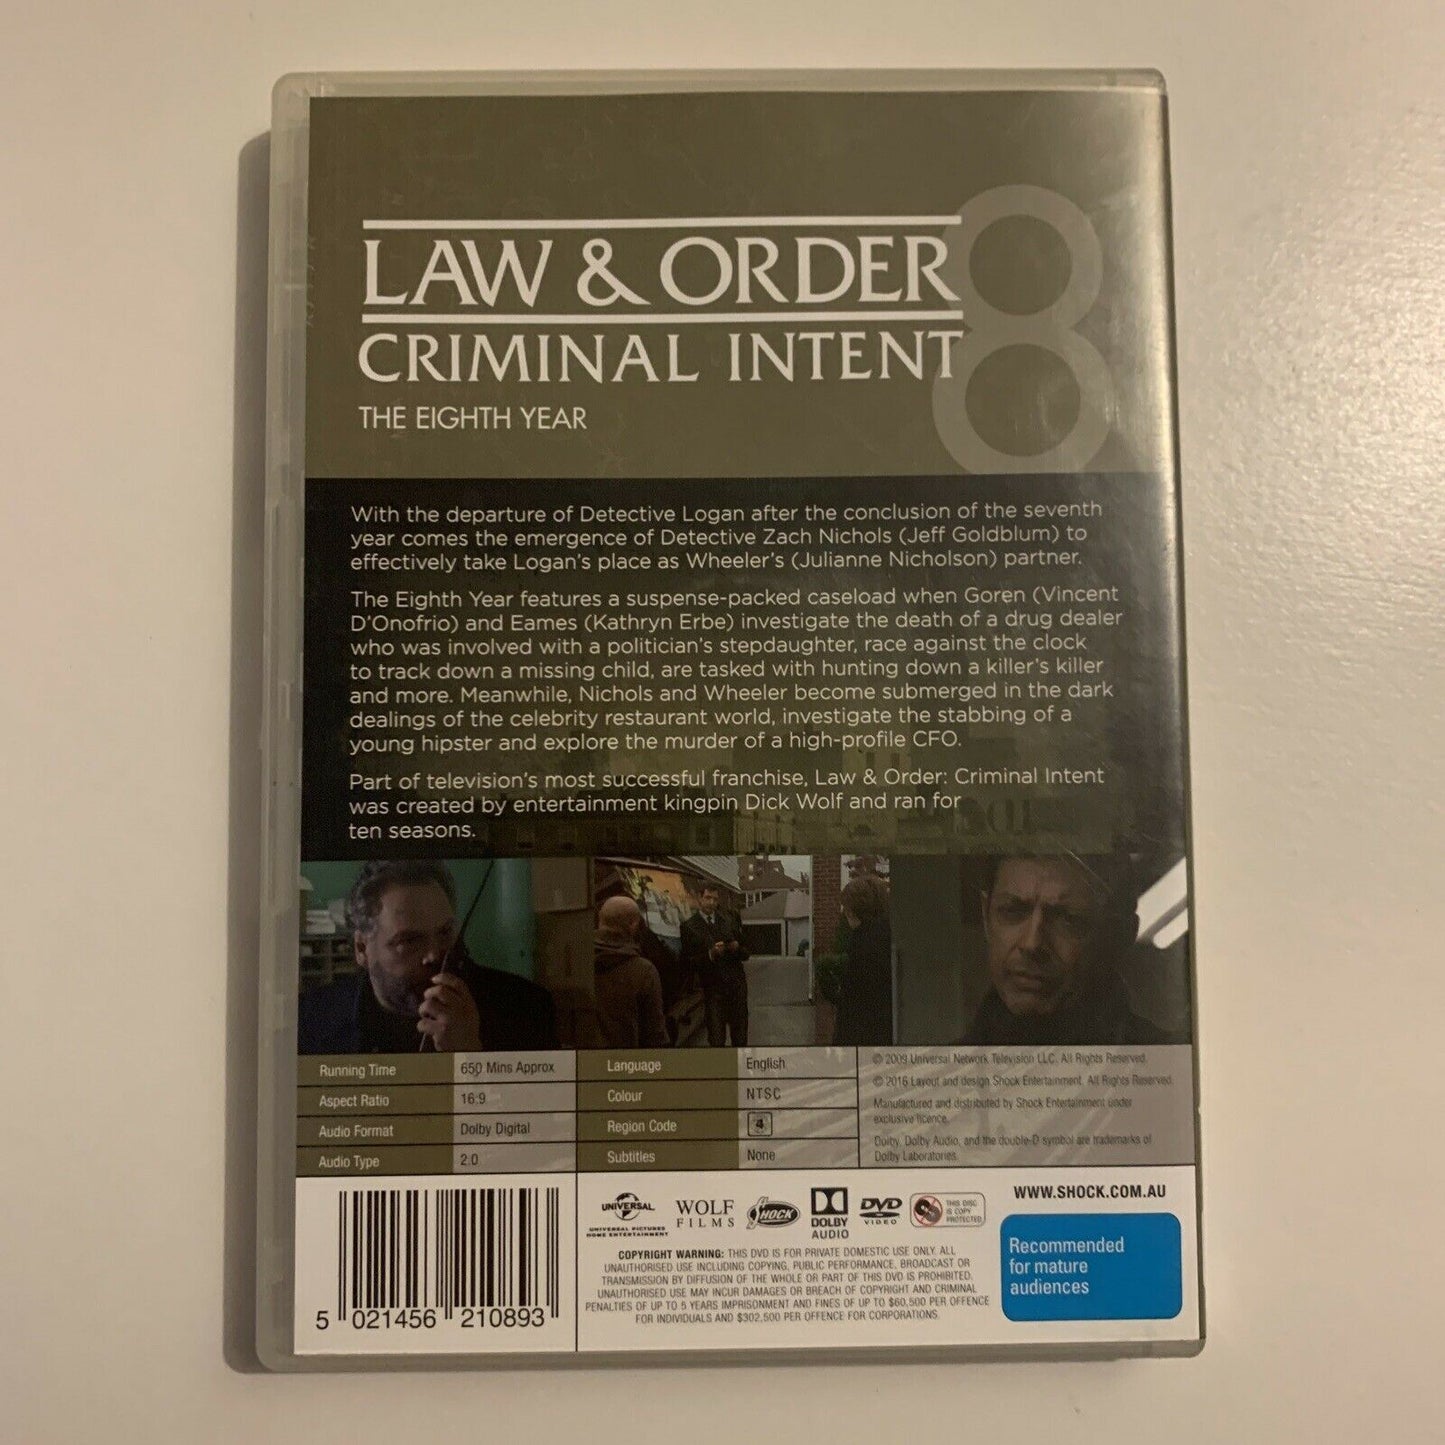 LAW & ORDER
CRIMINAL INTENT
8
THE EIGHTH YEAR
With the departure of Detective Logan after the conclusion of the seventh
year comes the emergence of Detective Zach Nichols (Jeff Goldblum) to
effectively take Logan's place as Wheeler's (Julianne Nicholson) partner.
The Eighth Year features a suspense-packed caseload when Goren (Vincent
D'Onofrio) and Eames (Kathryn Erbe) investigate the death of a drug dealer
who was involved with a politician's stepdaughter, race against the clock
to track down a missing child, are tasked with hunting down a killer's killer
and more. Meanwhile, Nichols and Wheeler become submerged in the dark
dealings of the celebrity restaurant world, investigate the stabbing of a
young hipster and explore the murder of a high-profile CFO.
Part of television's most successful franchise, Law & Order: Criminal Intent
was created by entertainment kingpin Dick Wolf and ran for
ten seasons.
Running Time 650 Mins Approx
Aspect Ratio 16:9
Audio Format Dolby Digital
Audio Type 2.0
Language English
Colour NTSC
Region Code 4
Subtitles None
© 2009 Universal Network Television LLC. All Rights Reserved.
© 2016 Layout and design Shock Entertainment. All Rights Reserved.
Manufactured and distributed by Shock Entertainment under
exclusive licence.
Dolby, Dolby Audio, and the double-D symbol are trademarks of
Dolby Laboratories.
5 021456 210893
UNIVERSAL
UNIVERSAL PICTURES
HOME ENTERTAINMENT
WOLF
FILMS
SHOCK
DOLBY
AUDIO
DVD
VIDEO
THIS DISC
IS COPY
PROTECTED
COPYRIGHT WARNING: THIS DVD IS FOR PRIVATE DOMESTIC USE ONLY. ALL
UNAUTHORISED USE INCLUDING COPYING, PUBLIC PERFORMANCE, BROADCAST OR
TRANSMISSION BY DIFFUSION OF THE WHOLE OR PART OF THIS DVD IS PROHIBITED.
UNAUTHORISED USE MAY INCUR DAMAGES OR BREACH OF COPYRIGHT AND CRIMINAL
PENALTIES OF UP TO 5 YEARS IMPRISONMENT AND FINES OF UP TO $60,500 PER OFFENCE
FOR INDIVIDUALS AND $302,500 PER OFFENCE FOR CORPORATIONS.
WWW.SHOCK.COM.AU
Recommended
for mature
audiences